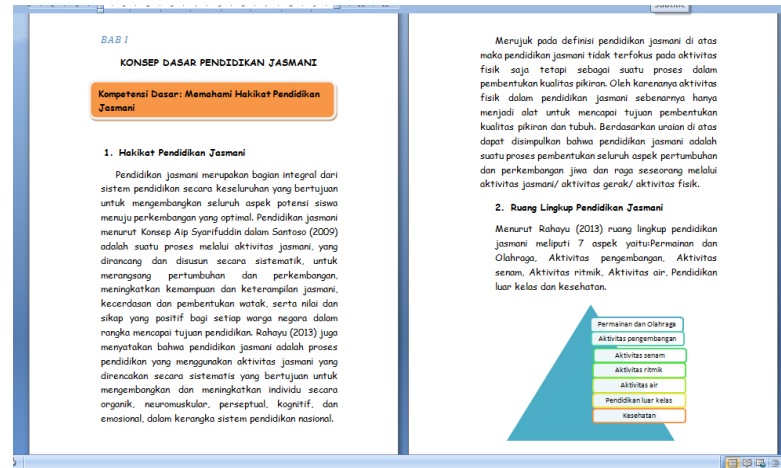 BAB I
KONSEP DASAR PENDIDIKAN JASMANI
Kompetensi Dasar: Memahami Hakikat Pendidikan
Jasmani
1. Hakikat Pendidikan Jasmani
Pendidikan jasmani merupakan bagian integral dari
sistem pendidikan secara keseluruhan yang bertujuan
untuk mengembangkan seluruh aspek potensi siswa
menuju perkembangan yang optimal. Pendidikan jasmani
menurut Konsep Aip Syarifuddin dalam Santoso (2009)
adalah suatu proses melalui aktivitas jasmani, yang
dirancang dan disusun secara sistematik, untuk
merangsang pertumbuhan dan perkembangan,
meningkatkan kemampuan dan keterampilan jasmani,
kecerdasan dan pembentukan watak, serta nilai dan
sikap yang positif bagi setiap warga negara dalam
rangka mencapai tujuan pendidikan. Rahayu (2013) juga
menyatakan bahwa pendidikan jasmani adalah proses
pendidikan yang menggunakan aktivitas jasmani yang
direncakan secara sistematis yang bertujuan untuk
mengembangkan dan meningkatkan individu secara
organik, neuromuskular, perseptual, kognitif, dan
emosional, dalam kerangka sistem pendidikan nasional.
Merujuk pada definisi pendidikan jasmani di atas
maka pendidikan jasmani tidak terfokus pada aktivitas
fisik saja tetapi sebagai suatu proses dalam
pembentukan kualitas pikiran. Oleh karenanya aktivitas
fisik dalam pendidikan jasmani sebenarnya hanya
menjadi alat untuk mencapai tujuan pembentukan
kualitas pikiran dan tubuh. Berdasarkan uraian di atas
dapat disimpulkan bahwa pendidikan jasmani adalah
suatu proses pembentukan seluruh aspek pertumbuhan
dan perkembangan jiwa dan raga seseorang melalui
aktivitas jasmani/ aktivitas gerak/ aktivitas fisik.
2. Ruang Lingkup Pendidikan Jasmani
Menurut Rahayu (2013) ruang lingkup pendidikan
jasmani meliputi 7 aspek yaitu:Permainan dan
Olahraga, Aktivitas pengembangan, Aktivitas
senam, Aktivitas ritmik, Aktivitas air, Pendidikan
luar kelas dan kesehatan.
Permainan dan Olahraga
Aktivitas pengembangan
Aktivitas senam
Aktivitas ritmik
Aktivitas air
Pendidikan luar kelas
Kesehatan